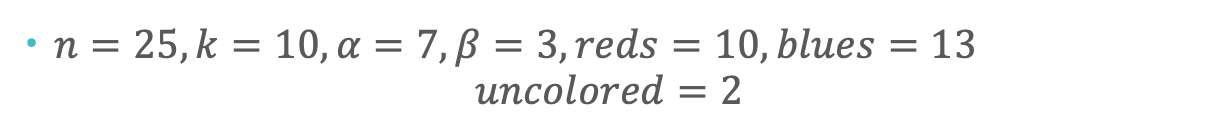 • n = 25, k = 10, α = 7, β = 3, reds = 10, blues = 13
uncolored = 2